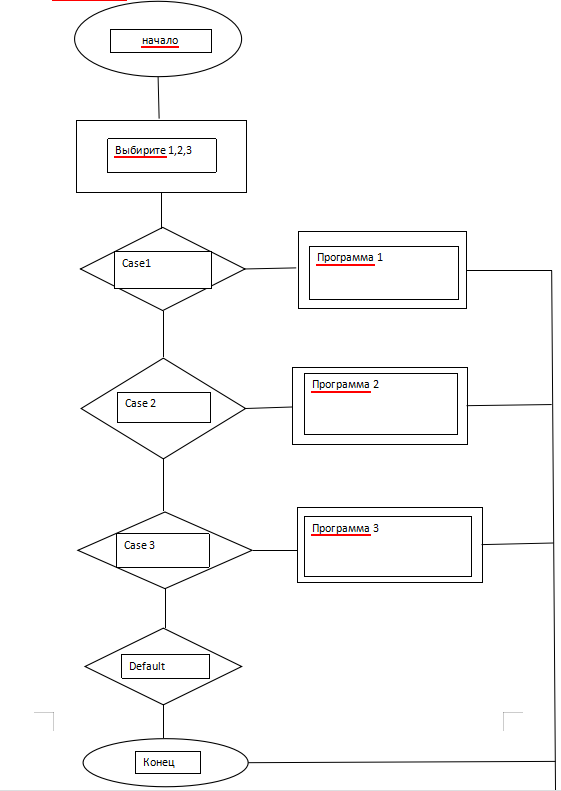 начало
Выбирите 1,2,3
Case1
Программа 1
Case 2
Программа 2
Case 3
Программа 3
Default
Конец